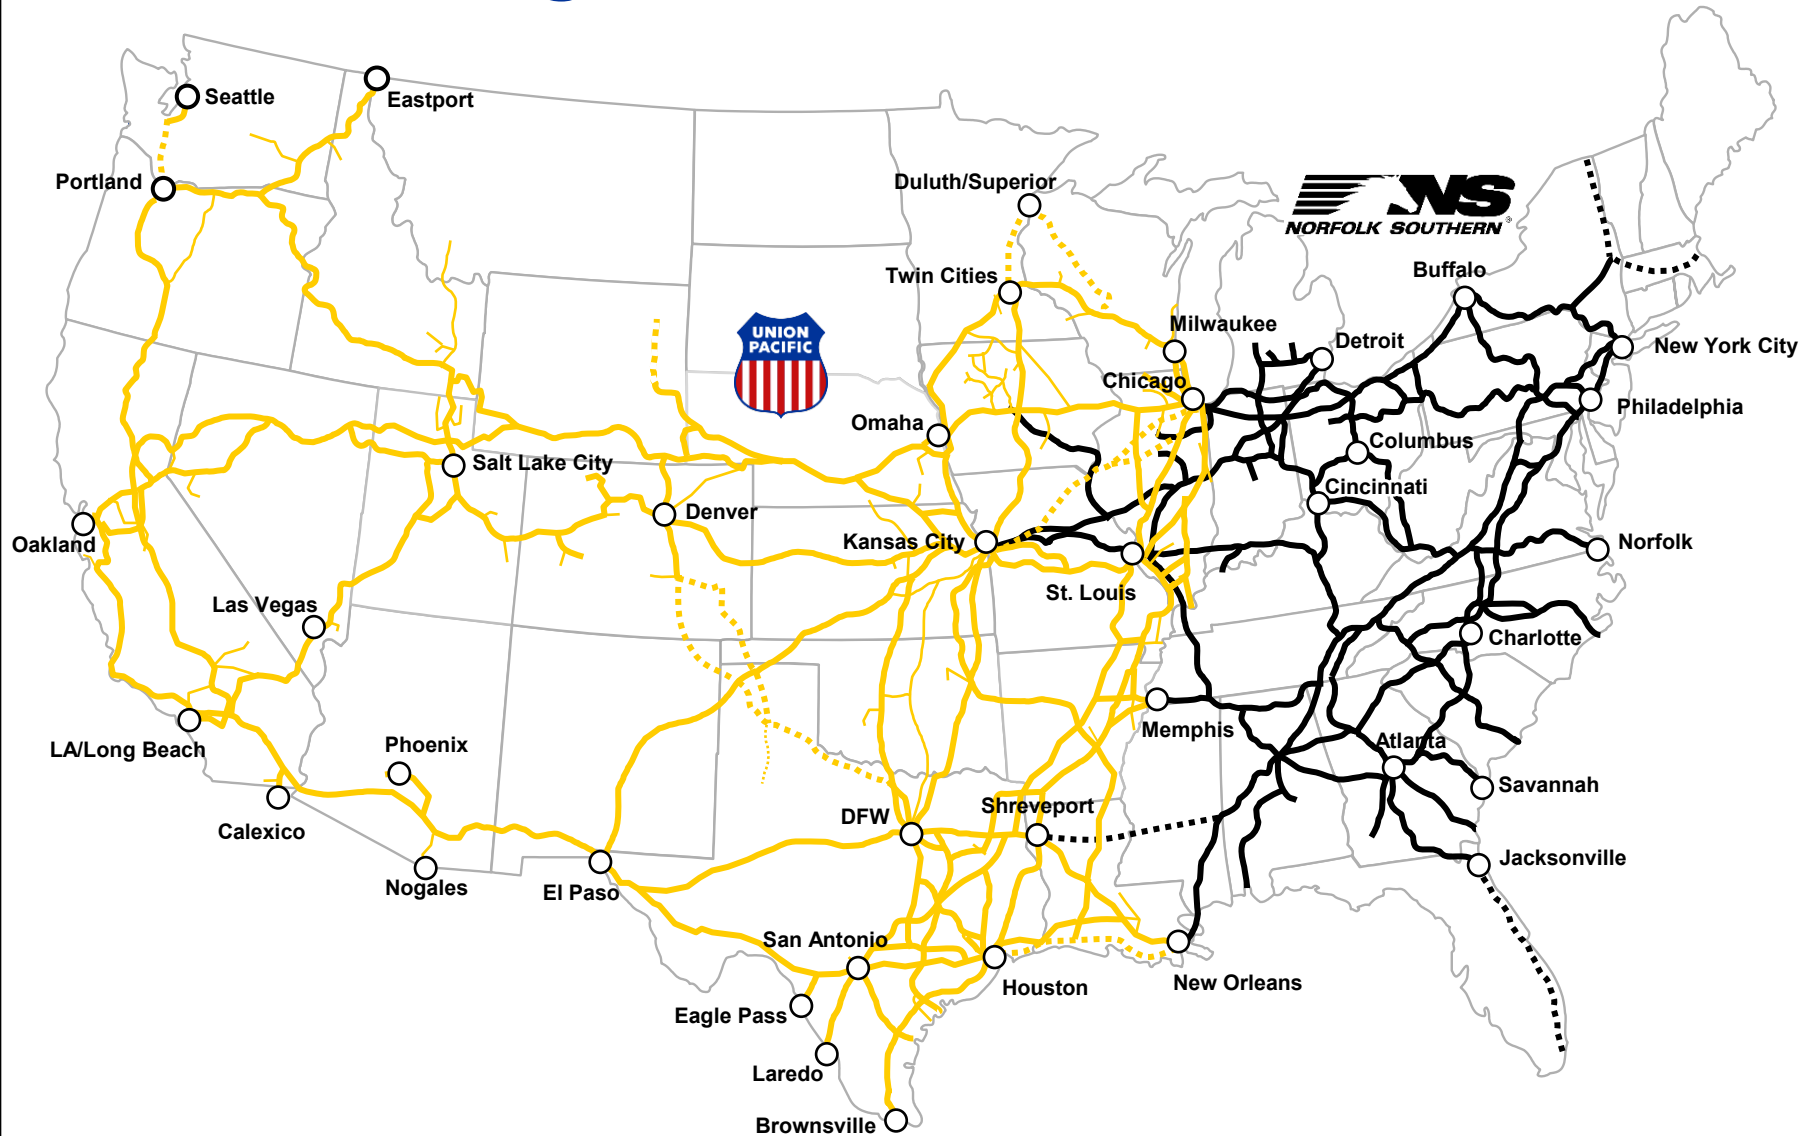 Seattle
Eastport
Portland
Duluth/Superior
NS
NORFOLK SOUTHERN
®
Buffalo
Twin Cities
UNION
PACIFIC
Milwaukee
Detroit
New York City
Chicago
Philadelphia
Omaha
Columbus
Salt Lake City
Cincinnati
Denver
Oakland
Kansas City
Norfolk
St. Louis
Las Vegas
Charlotte
LA/Long Beach
Phoenix
Memphis
Atlanta
Savannah
Calexico
DFW
Shreveport
Nogales
El Paso
Jacksonville
San Antonio
Houston
New Orleans
Eagle Pass
Laredo
Brownsville